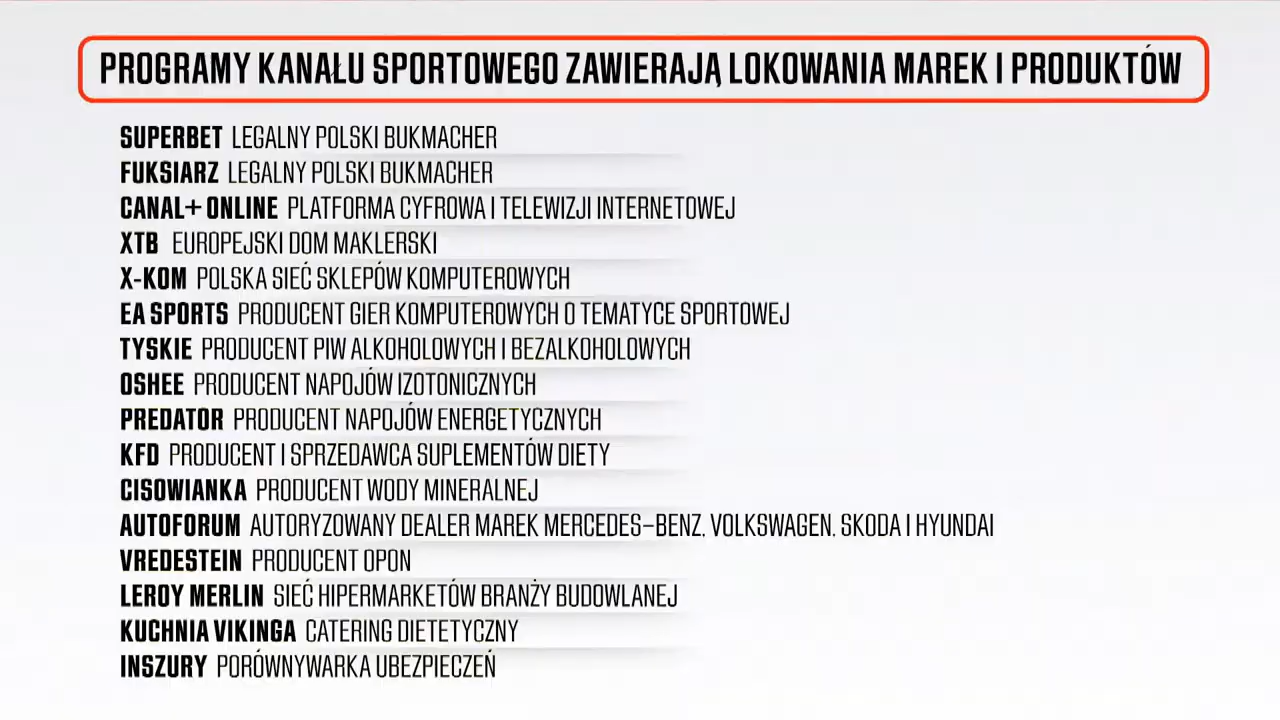 PROGRAMY KANAŁU SPORTOWEGO ZAWIERAJĄ LOKOWANIA MAREK I PRODUKTÓW
SUPERBET LEGALNY POLSKI BUKMACHER
FUKSIARZ LEGALNY POLSKI BUKMACHER
CANAL+ ONLINE PLATFORMA CYFROWA I TELEWIZJI INTERNETOWEJ
XTB EUROPEJSKI DOM MAKLERSKI
X-KOM POLSKA SIEĆ SKLEPÓW KOMPUTEROWYCH
EA SPORTS PRODUCENT GIER KOMPUTEROWYCH O TEMATYCE SPORTOWEJ
TYSKIE PRODUCENT PIW ALKOHOLOWYCH I BEZALKOHOLOWYCH
OSHEE PRODUCENT NAPOJÓW IZOTONICZNYCH
PREDATOR PRODUCENT NAPOJÓW ENERGETYCZNYCH
KFD PRODUCENT I SPRZEDAWCA SUPLEMENTÓW DIETY
CISOWIANKA PRODUCENT WODY MINERALNEJ
AUTOFORUM AUTORYZOWANY DEALER MAREK MERCEDES-BENZ, VOLKSWAGEN, SKODA I HYUNDAI
VREDESTEIN PRODUCENT OPON
LEROY MERLIN SIEĆ HIPERMARKETÓW BRANŻY BUDOWLANEJ
KUCHNIA VIKINGA CATERING DIETETYCZNY
INSZURY PORÓWNYWARKA UBEZPIECZEŃ